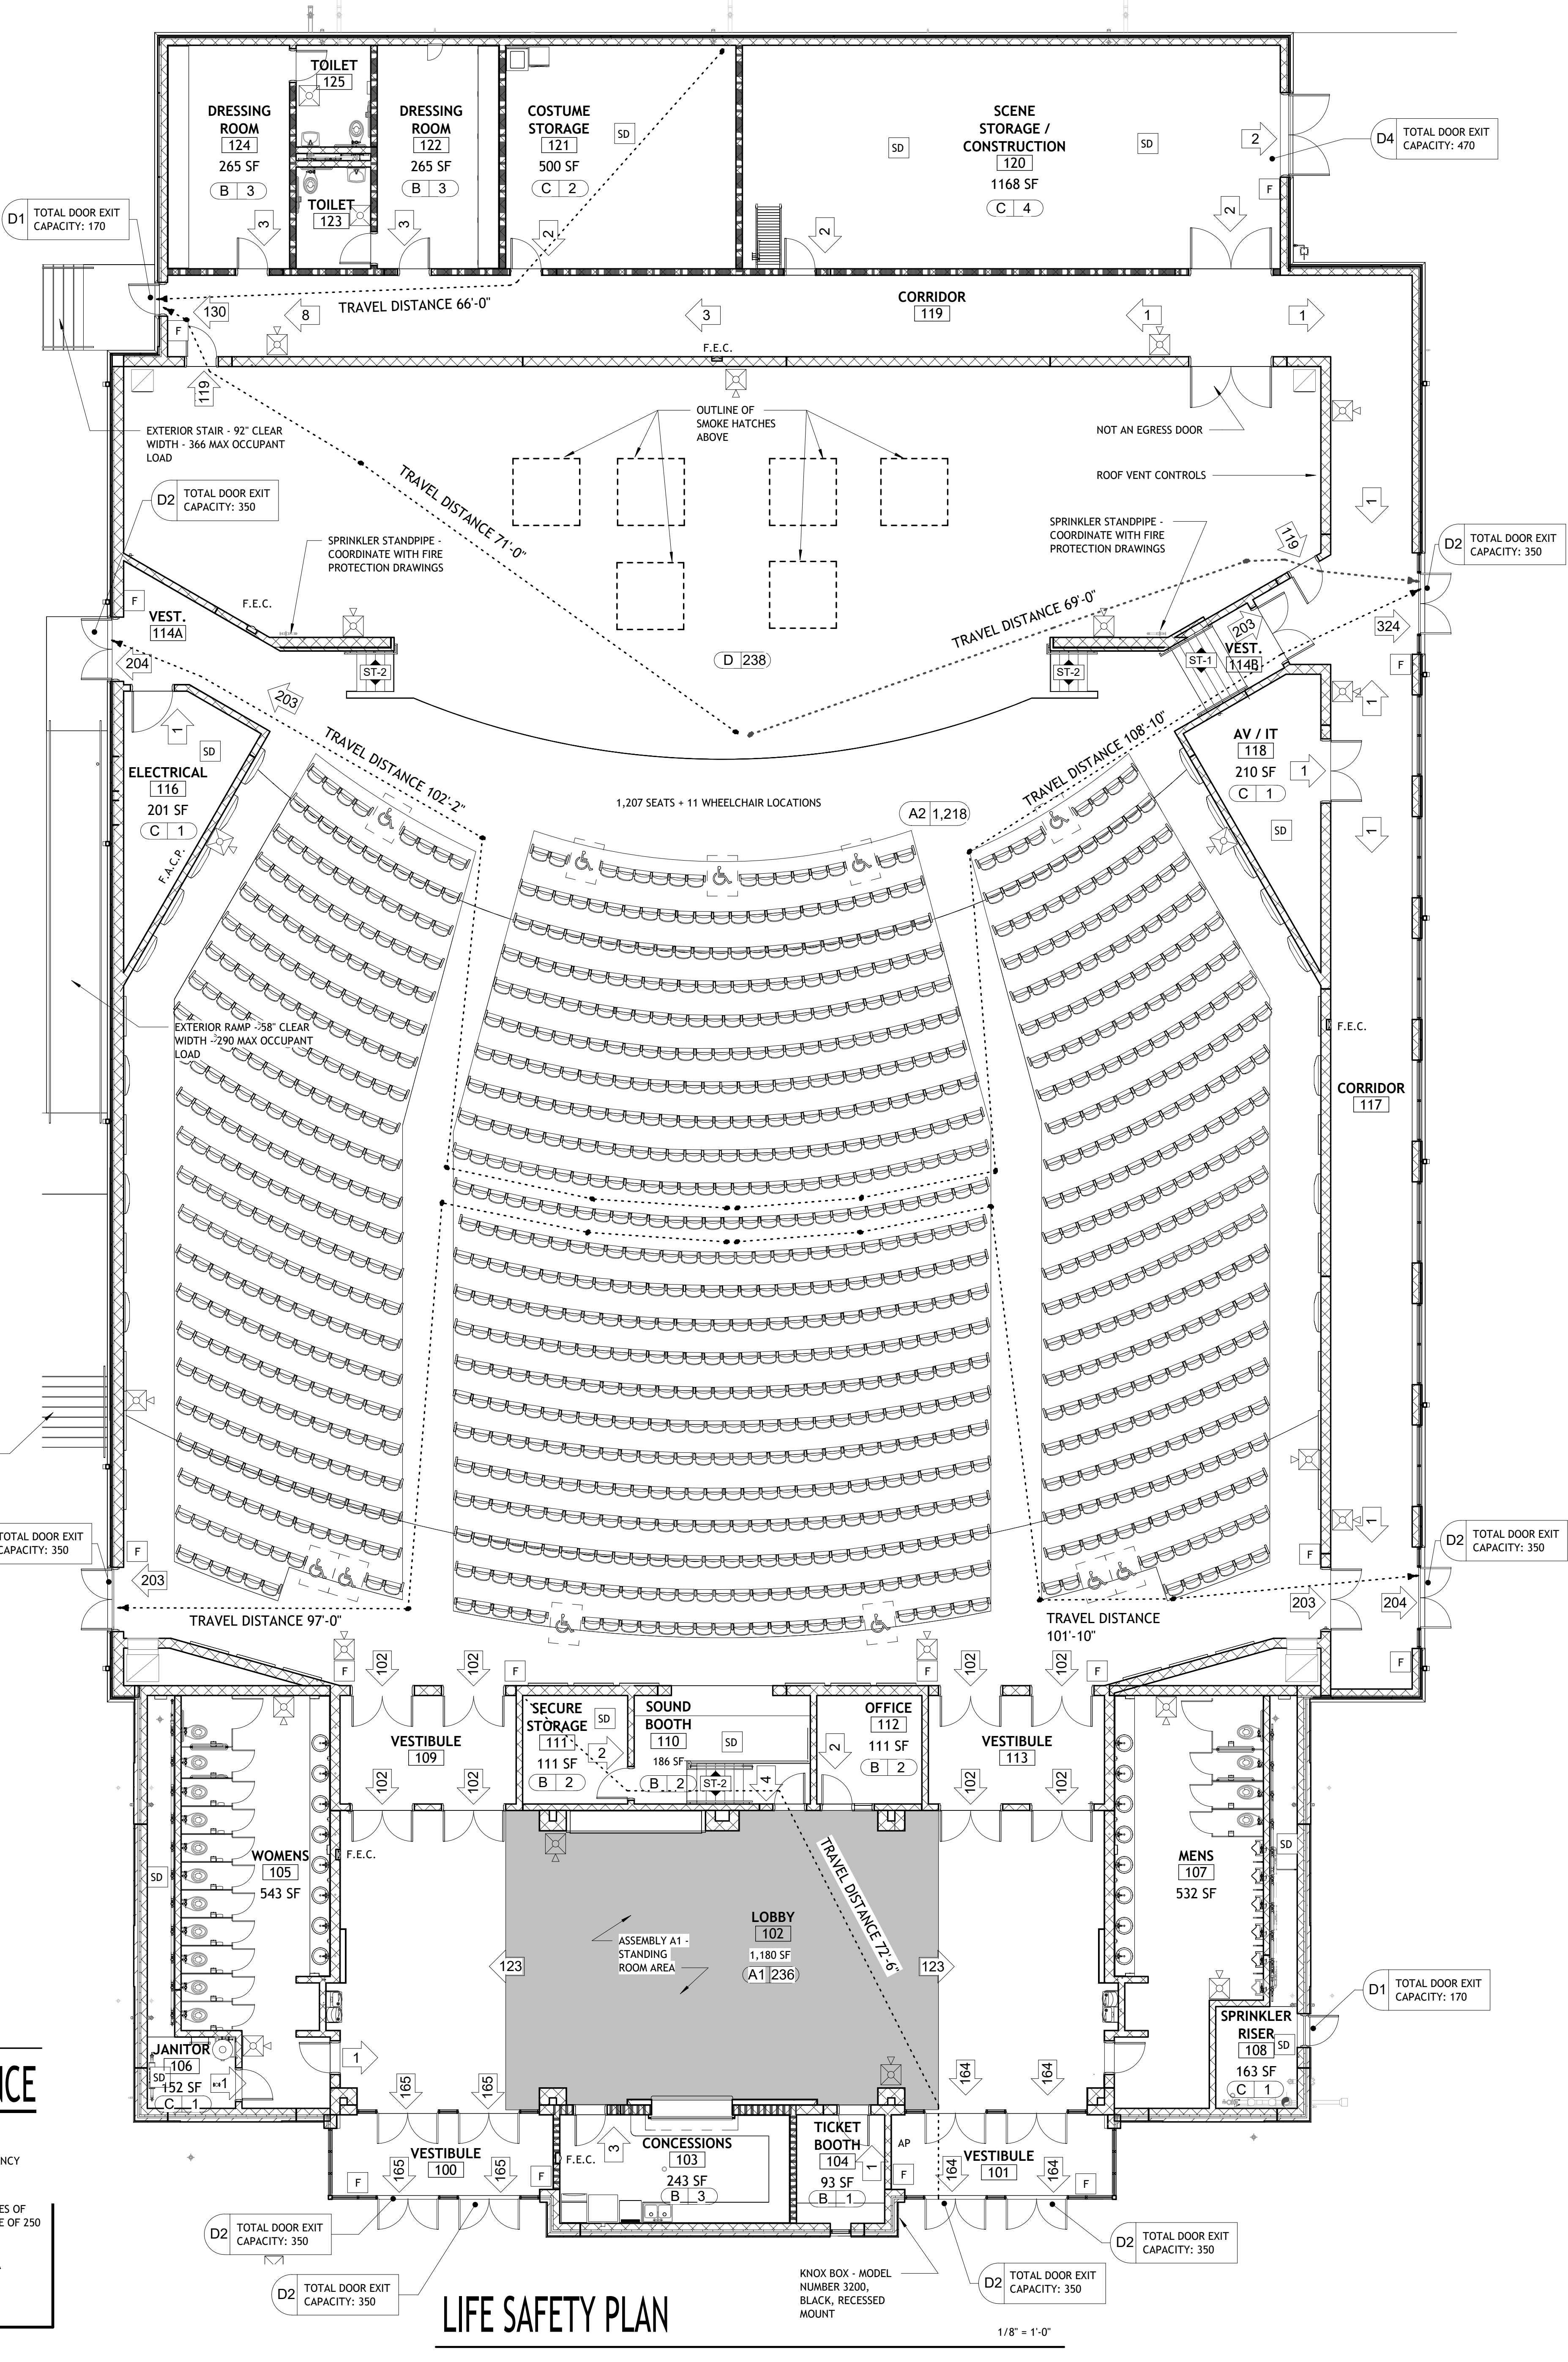 TOILET
125
DRESSING
ROOM
124
265 SF
B 3
DRESSING
ROOM
122
265 SF
B 3
COSTUME
STORAGE
121
500 SF
C 2
SD
SCENE
STORAGE /
CONSTRUCTION
120
1168 SF
C 4
SD
SD
2
D4
TOTAL DOOR EXIT
CAPACITY: 470
F
TOILET
123
D1
TOTAL DOOR EXIT
CAPACITY: 170
3
3
2
2
2
TRAVEL DISTANCE 66'-0"
CORRIDOR
119
130
8
3
1
1
F
F.E.C.
119
EXTERIOR STAIR - 92" CLEAR
WIDTH - 366 MAX OCCUPANT
LOAD
OUTLINE OF
SMOKE HATCHES
ABOVE
NOT AN EGRESS DOOR
ROOF VENT CONTROLS
TRAVEL DISTANCE 71'-0"
D2
TOTAL DOOR EXIT
CAPACITY: 350
SPRINKLER STANDPIPE -
COORDINATE WITH FIRE
PROTECTION DRAWINGS
SPRINKLER STANDPIPE -
COORDINATE WITH FIRE
PROTECTION DRAWINGS
119
1
D2
TOTAL DOOR EXIT
CAPACITY: 350
F
VEST.
114A
F.E.C.
TRAVEL DISTANCE 69'-0"
203
VEST.
114B
324
F
204
ST-2
D 238
ST-2
ST-1
203
1
1
SD
TRAVEL DISTANCE 102'-2"
TRAVEL DISTANCE 108'-10"
ELECTRICAL
116
201 SF
C 1
F.A.C.P.
1,207 SEATS + 11 WHEELCHAIR LOCATIONS
A2 1,218
AV / IT
118
210 SF
C 1
SD
1
1
EXTERIOR RAMP - 58" CLEAR
WIDTH - 290 MAX OCCUPANT
LOAD
F.E.C.
CORRIDOR
117
TOTAL DOOR EXIT
CAPACITY: 350
F
203
TRAVEL DISTANCE 97'-0"
1
F
D2
TOTAL DOOR EXIT
CAPACITY: 350
203
204
TRAVEL DISTANCE
101'-10"
F
102
102
F
F
102
102
F
F
VESTIBULE
109
SECURE
STORAGE
111
111 SF
B 2
SD
2
SOUND
BOOTH
110
186 SF
B 2
SD
ST-2
4
OFFICE
112
111 SF
B 2
2
VESTIBULE
113
102
102
102
102
WOMENS
105
543 SF
SD
F.E.C.
MENS
107
532 SF
SD
TRAVEL DISTANCE 72'-6"
LOBBY
102
1,180 SF
A1 236
ASSEMBLY A1 -
STANDING
ROOM AREA
123
123
D1
TOTAL DOOR EXIT
CAPACITY: 170
JANITOR
106
152 SF
C 1
SD
1
1
SPRINKLER
RISER
108
163 SF
C 1
SD
165
165
164
164
VESTIBULE
100
165
165
F
F
F.E.C.
3
CONCESSIONS
103
243 SF
B 3
TICKET
BOOTH
104
93 SF
B 1
1
AP
F
VESTIBULE
101
164
164
F
NCE
NCY
ES OF
E OF 250
D2
TOTAL DOOR EXIT
CAPACITY: 350
D2
TOTAL DOOR EXIT
CAPACITY: 350
D2
TOTAL DOOR EXIT
CAPACITY: 350
D2
TOTAL DOOR EXIT
CAPACITY: 350
KNOX BOX - MODEL
NUMBER 3200,
BLACK, RECESSED
MOUNT
LIFE SAFETY PLAN
1/8" = 1'-0"